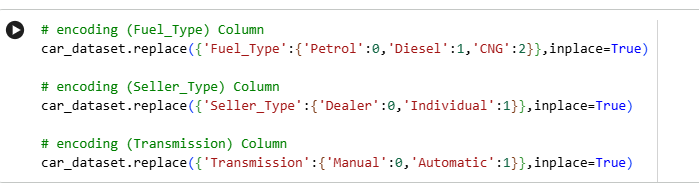 # encoding (Fuel_Type) Column
car_dataset.replace({'Fuel_Type':{'Petrol':0,'Diesel':1,'CNG':2}},inplace=True)
# encoding (Seller_Type) Column
car_dataset.replace({'Seller_Type':{'Dealer':0,'Individual':1}},inplace=True)
# encoding (Transmission) Column
car_dataset.replace({'Transmission':{'Manual':0,'Automatic':1}},inplace=True)